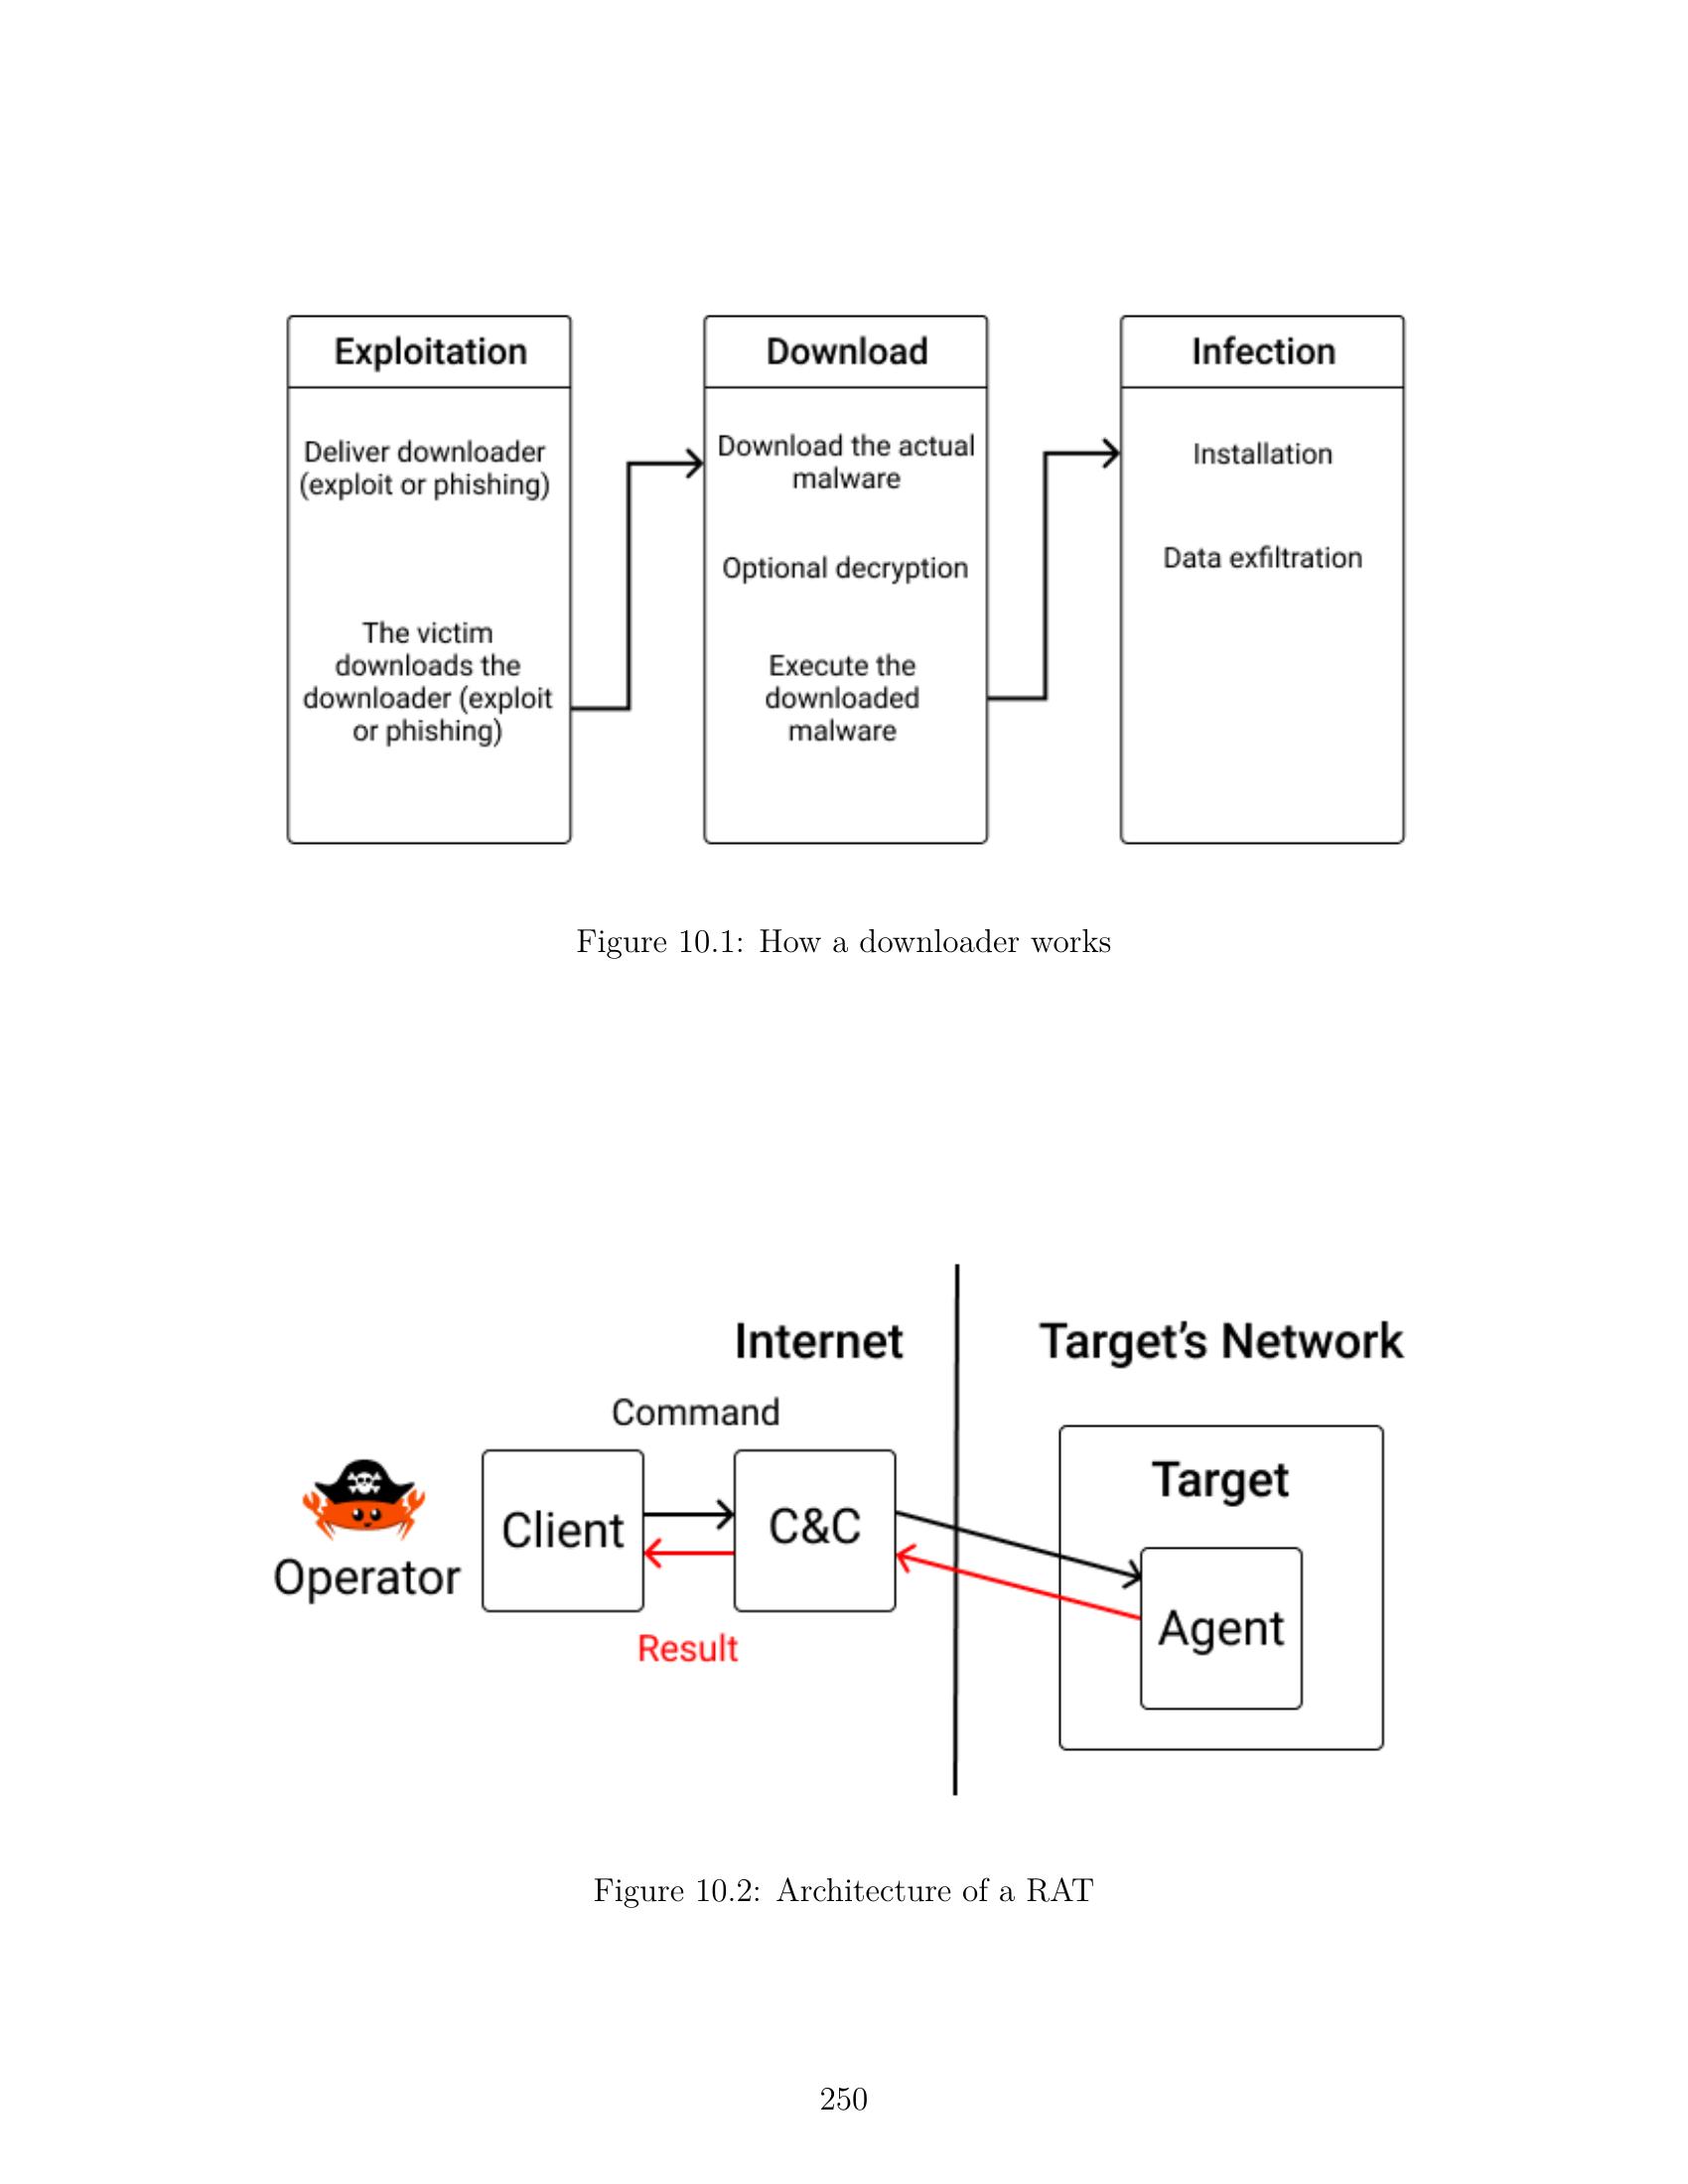 Exploitation
Deliver downloader
(exploit or phishing)
The victim
downloads the
downloader (exploit
or phishing)
Download
Download the actual
malware
Optional decryption
Execute the
downloaded
malware
Infection
Installation
Data exfiltration
Figure 10.1: How a downloader works
Internet
Target’s Network
Command
Operator
Client
C&C
Result
Target
Agent
Figure 10.2: Architecture of a RAT
250